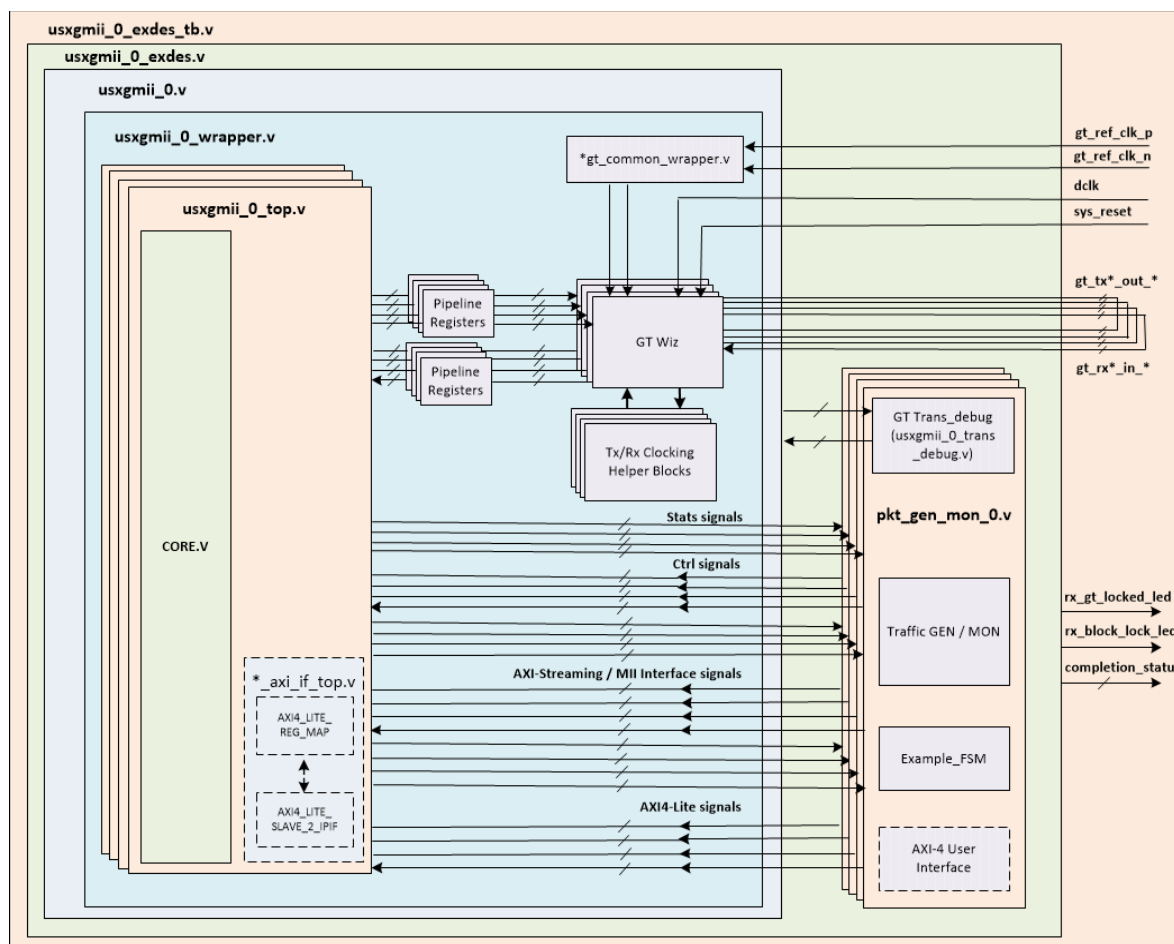 usxgmii_0_exdes_tb.v
usxgmii_0_exdes.v
usxgmii_0.v
usxgmii_0_wrapper.v
*gt_common_wrapper.v
gt_ref_clk_p
gt_ref_clk_n
dclk
sys_reset
usxgmii_0_top.v
Pipeline
Registers
GT Wiz
gt_tx*_out_*
gt_rx*_in_*
Pipeline
Registers
Tx/Rx Clocking
Helper Blocks
GT Trans_debug
(usxgmii_0_trans
_debug.v)
pkt_gen_mon_0.v
Stats signals
CORE.V
Ctrl signals
Traffic GEN / MON
rx_gt_locked_led
rx_block_lock_led
completion_status
*_axi_if_top.v
AXI-Streaming / MII Interface signals
AXI4_LITE_
REG_MAP
Example_FSM
AXI4_LITE_
SLAVE_2_IPIF
AXI4-Lite signals
AXI-4 User
Interface